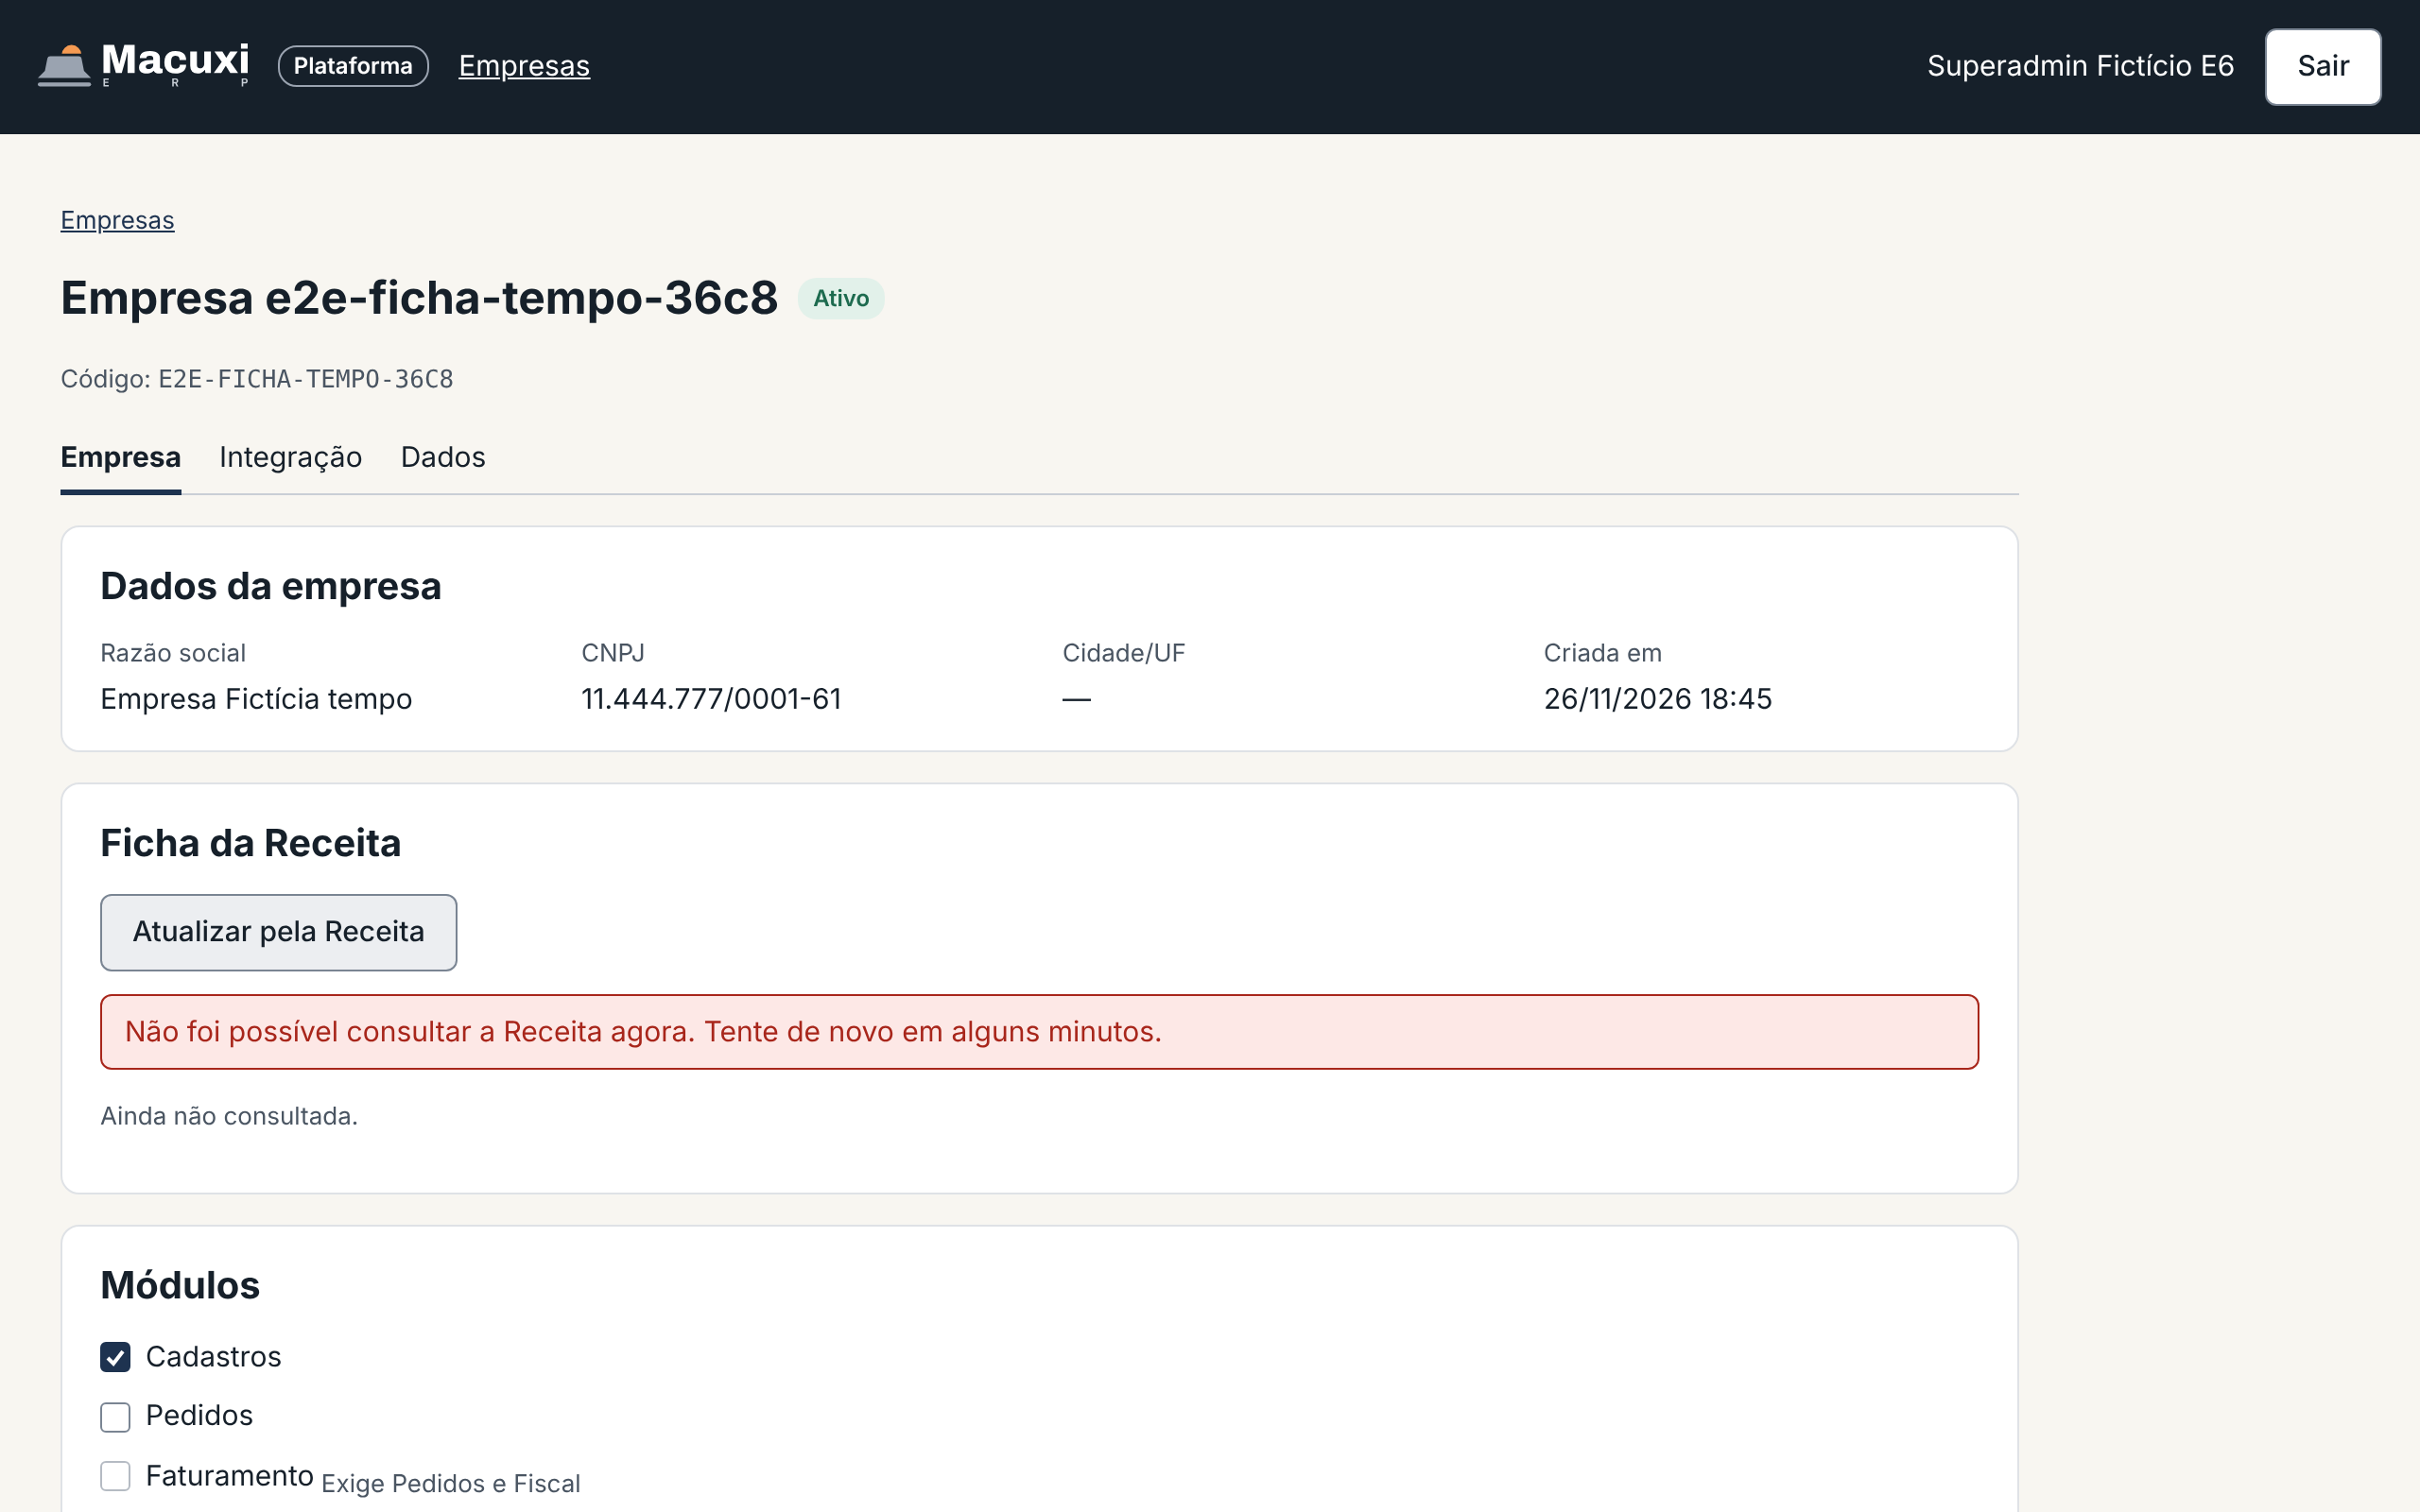 Macuxi
E R P
Plataforma
Empresas
Superadmin Fictício E6
Sair
Empresas
Empresa e2e-ficha-tempo-36c8
Ativo
Código: E2E-FICHA-TEMPO-36C8
Empresa
Integração
Dados
Dados da empresa
Razão social
Empresa Fictícia tempo
CNPJ
11.444.777/0001-61
Cidade/UF
—
Criada em
26/11/2026 18:45
Ficha da Receita
Atualizar pela Receita
Não foi possível consultar a Receita agora. Tente de novo em alguns minutos.
Ainda não consultada.
Módulos
Cadastros
Pedidos
Faturamento Exige Pedidos e Fiscal